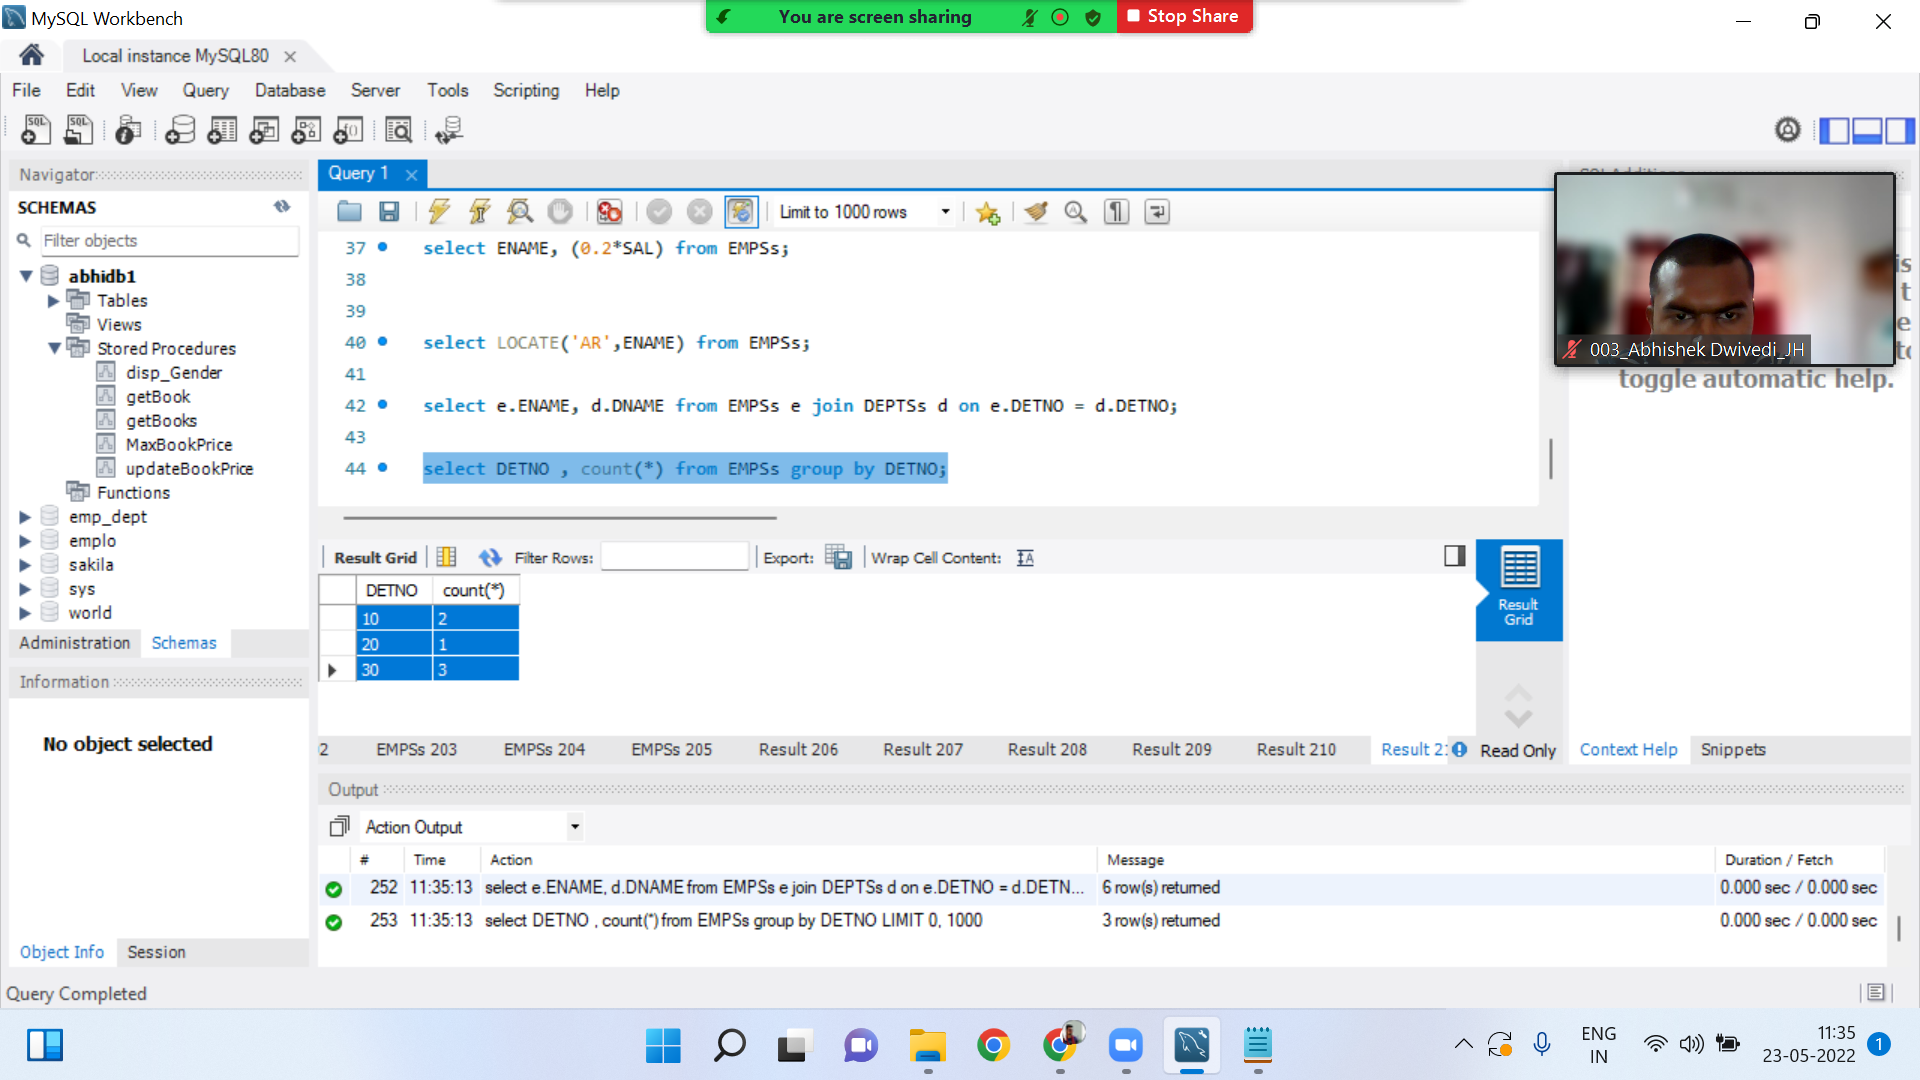 MySQL Workbench
You are screen sharing
Stop Share
Local instance MySQL80
File Edit View Query Database Server Tools Scripting Help
Navigator
SCHEMAS
Filter objects
abhidb1
Tables
Views
Stored Procedures
disp_Gender
getBook
getBooks
MaxBookPrice
updateBookPrice
Functions
emp_dept
emplo
sakila
sys
world
Administration Schemas
Information
No object selected
Object Info Session
Query 1
Limit to 1000 rows
37 select ENAME, (0.2*SAL) from EMPSs;
38
39
40 select LOCATE('AR',ENAME) from EMPSs;
41
42 select e.ENAME, d.DNAME from EMPSs e join DEPTSs d on e.DETNO = d.DETNO;
43
44 select DETNO , count(*) from EMPSs group by DETNO;
003_Abhishek Dwivedi_JH
toggle automatic help.
Result Grid Filter Rows: Export: Wrap Cell Content:
DETNO count(*)
10 2
20 1
30 3
Result Grid
EMPSs 203 EMPSs 204 EMPSs 205 Result 206 Result 207 Result 208 Result 209 Result 210 Result 21 Read Only
Context Help Snippets
Output
Action Output
# Time Action Message Duration / Fetch
252 11:35:13 select e.ENAME, d.DNAME from EMPSs e join DEPTSs d on e.DETNO = d.DETN... 6 row(s) returned 0.000 sec / 0.000 sec
253 11:35:13 select DETNO , count(*) from EMPSs group by DETNO LIMIT 0, 1000 3 row(s) returned 0.000 sec / 0.000 sec
Query Completed
ENG
IN
11:35
23-05-2022
1